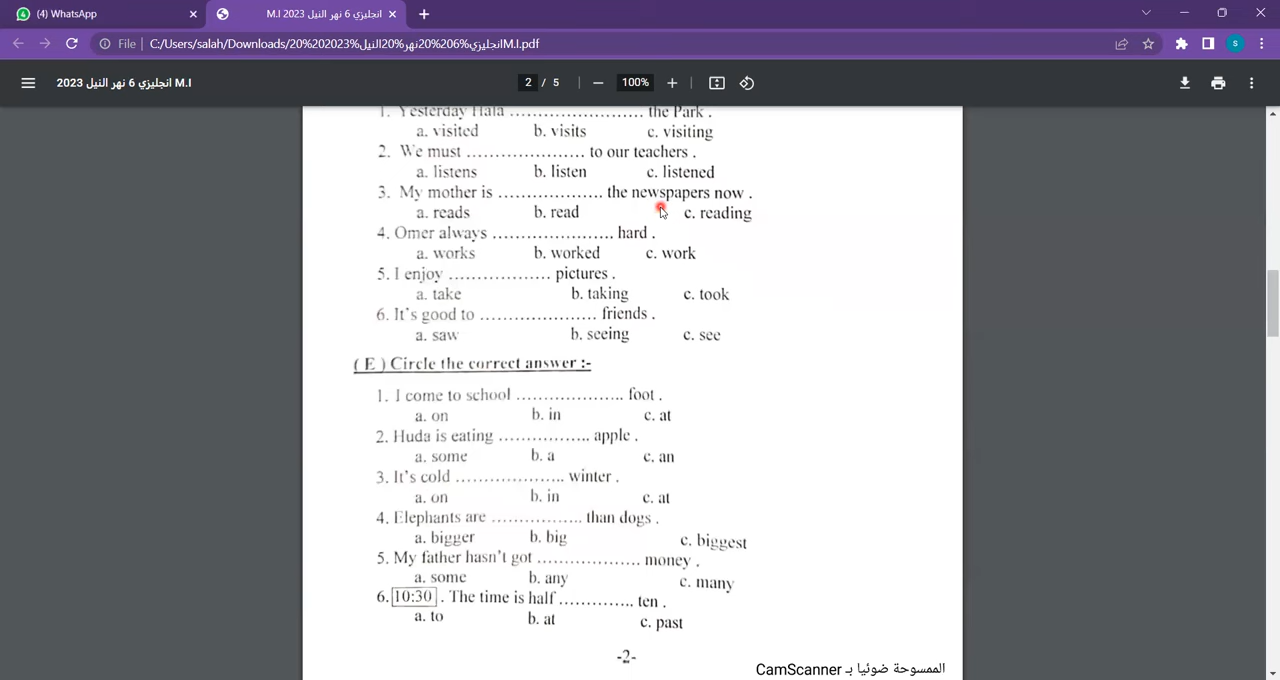 (4) WhatsApp
انجليزي 6 نهر النيل 2023 M.I
File
C:/Users/salah/Downloads/20%202023%النيل20%نهر20%206%انجليزيM.I.pdf
S
انجليزي 6 نهر النيل 2023 M.I
2 / 5
100%
1. Yesterday Hala ........................ the Park .
a. visited b. visits c. visiting
2. We must ..................... to our teachers .
a. listens b. listen c. listened
3. My mother is ................... the newspapers now .
a. reads b. read c. reading
4. Omer always ...................... hard .
a. works b. worked c. work
5. I enjoy .................. pictures .
a. take b. taking c. took
6. It's good to .................... friends .
a. saw b. seeing c. see
( E ) Circle the correct answer :-
1. I come to school .................... foot .
a. on b. in c. at
2. Huda is eating ................. apple .
a. some b. a c. an
3. It's cold .................... winter .
a. on b. in c. at
4. Elephants are ................. than dogs .
a. bigger b. big c. biggest
5. My father hasn't got ................... money .
a. some b. any c. many
6. 10:30 . The time is half .............. ten .
a. to b. at c. past
-2-
الممسوحة ضوئيا بـ CamScanner